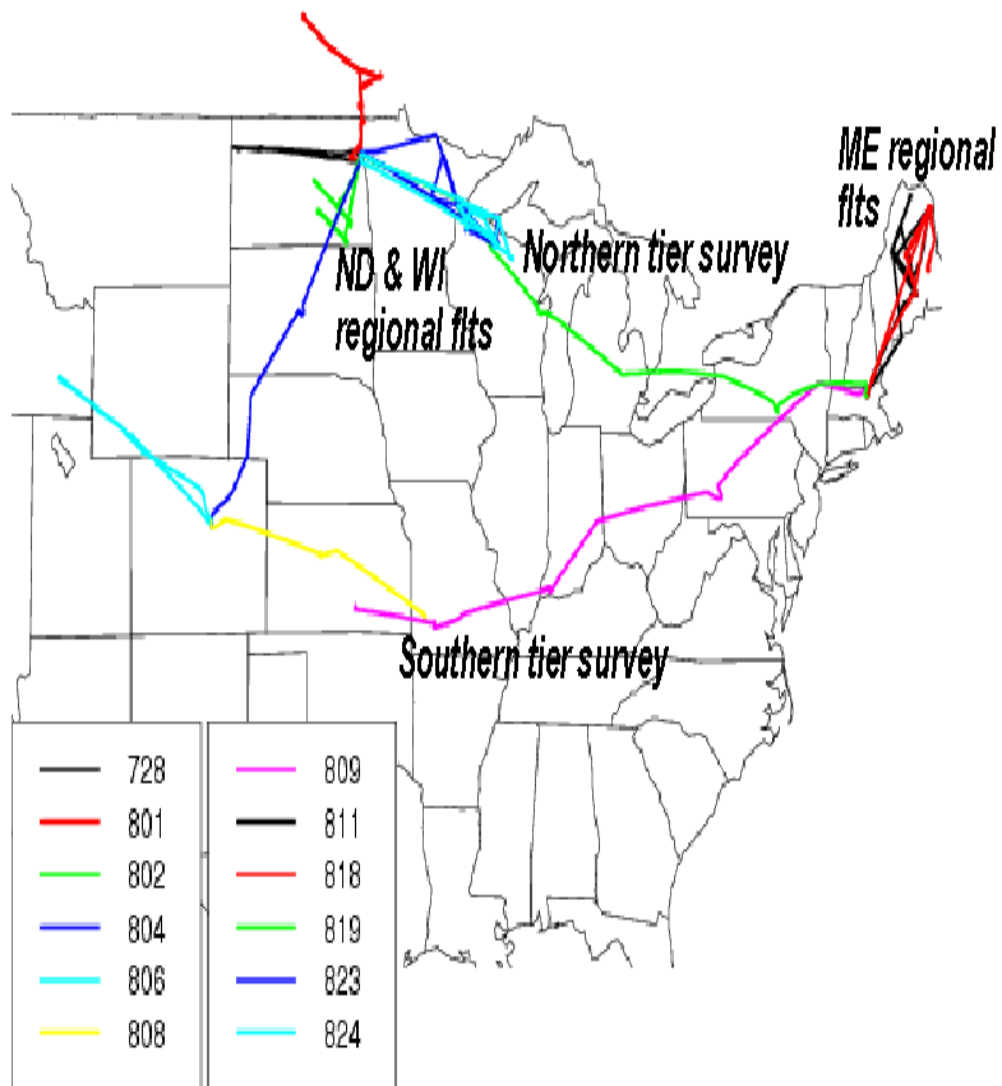 ME regional
flts
Northern tier survey
ND & WI
regional flts
Southern tier survey
728
801
802
804
806
808
809
811
818
819
823
824